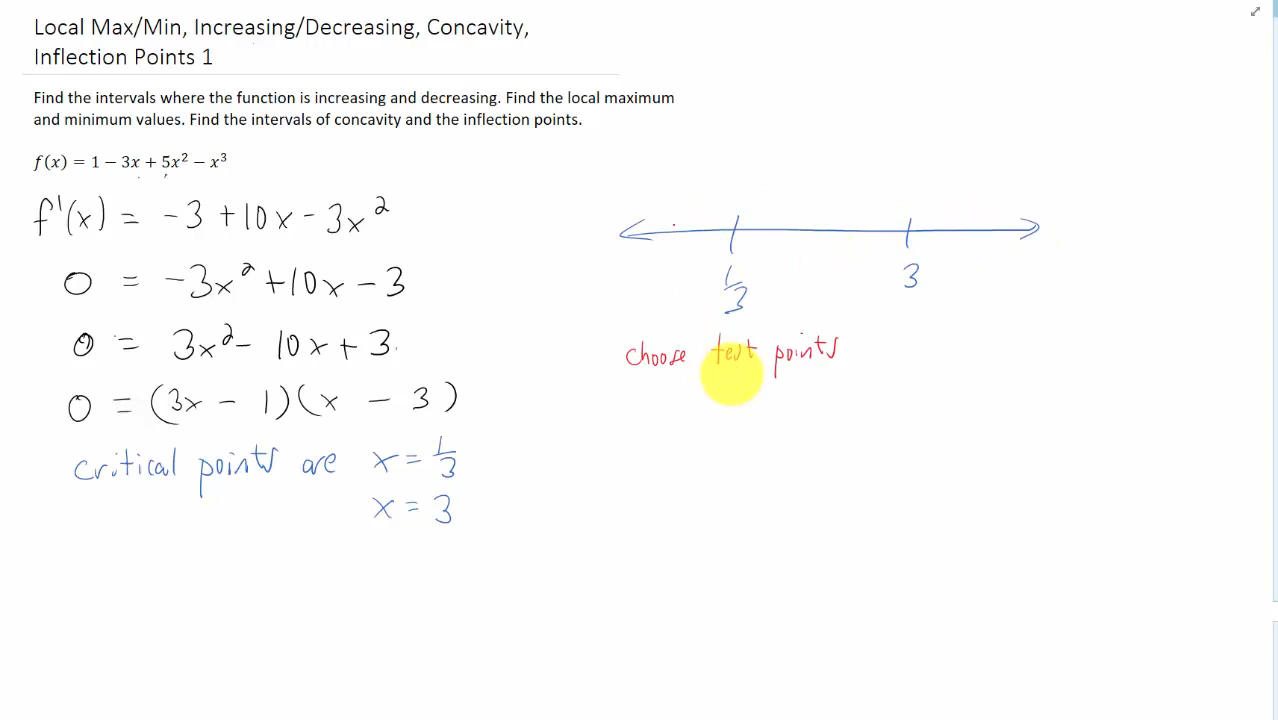 Local Max/Min, Increasing/Decreasing, Concavity,
Inflection Points 1
Find the intervals where the function is increasing and decreasing. Find the local maximum
and minimum values. Find the intervals of concavity and the inflection points.
f(x) = 1 − 3x + 5x² − x³
f'(x) = -3 + 10x - 3x²
0 = -3x² + 10x - 3
0 = 3x² - 10x + 3
0 = (3x - 1)(x - 3)
critical points are x = 1/3
x = 3
1/3 3
choose test points